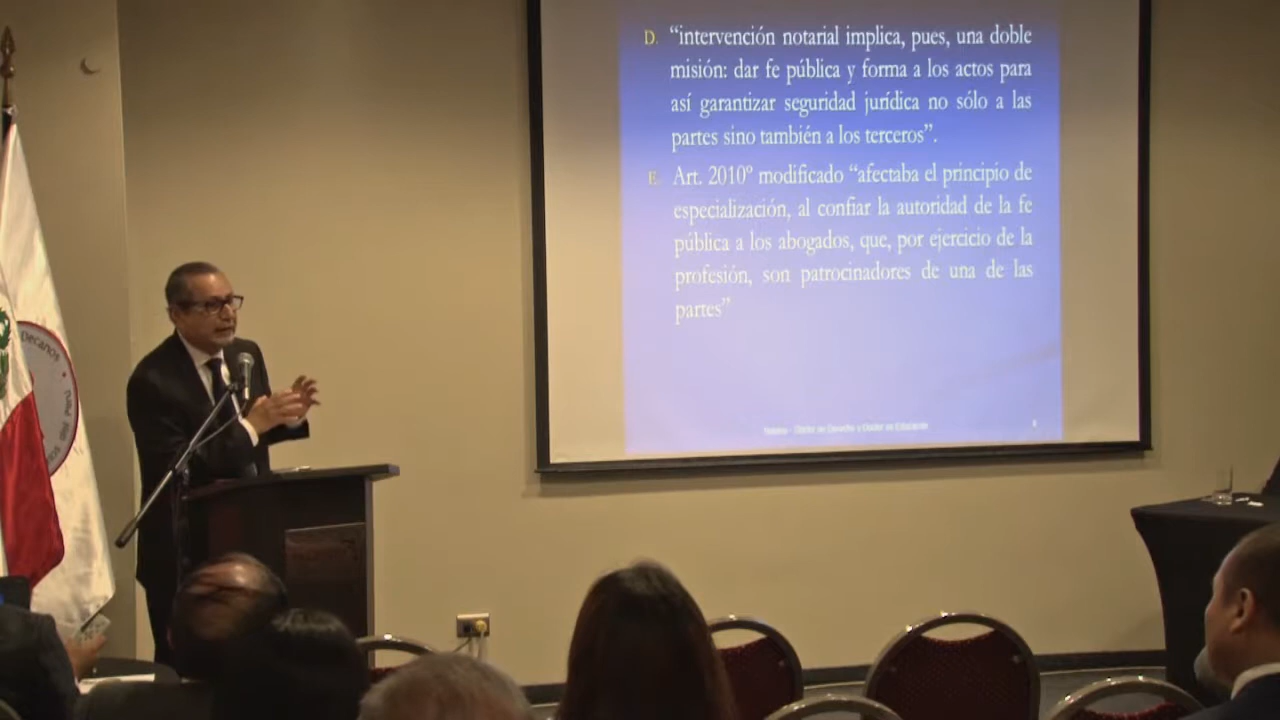 Decanos
del Perú
D. “intervención notarial implica, pues, una doble
misión: dar fe pública y forma a los actos para
así garantizar seguridad jurídica no sólo a las
partes sino también a los terceros”.
E. Art. 2010º modificado “afectaba el principio de
especialización, al confiar la autoridad de la fe
pública a los abogados, que, por ejercicio de la
profesión, son patrocinadores de una de las
partes”